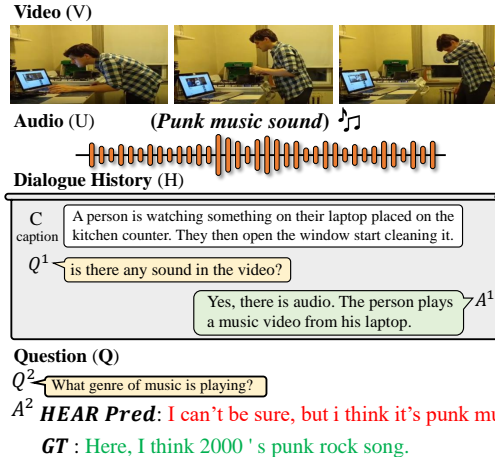 Video (V)
Audio (U) (Punk music sound)
Dialogue History (H)
C
caption
A person is watching something on their laptop placed on the
kitchen counter. They then open the window start cleaning it.
Q1 is there any sound in the video?
Yes, there is audio. The person plays
a music video from his laptop.
A1
Question (Q)
Q2 What genre of music is playing?
A2 HEAR Pred: I can't be sure, but i think it's punk mu
GT : Here, I think 2000 ' s punk rock song.